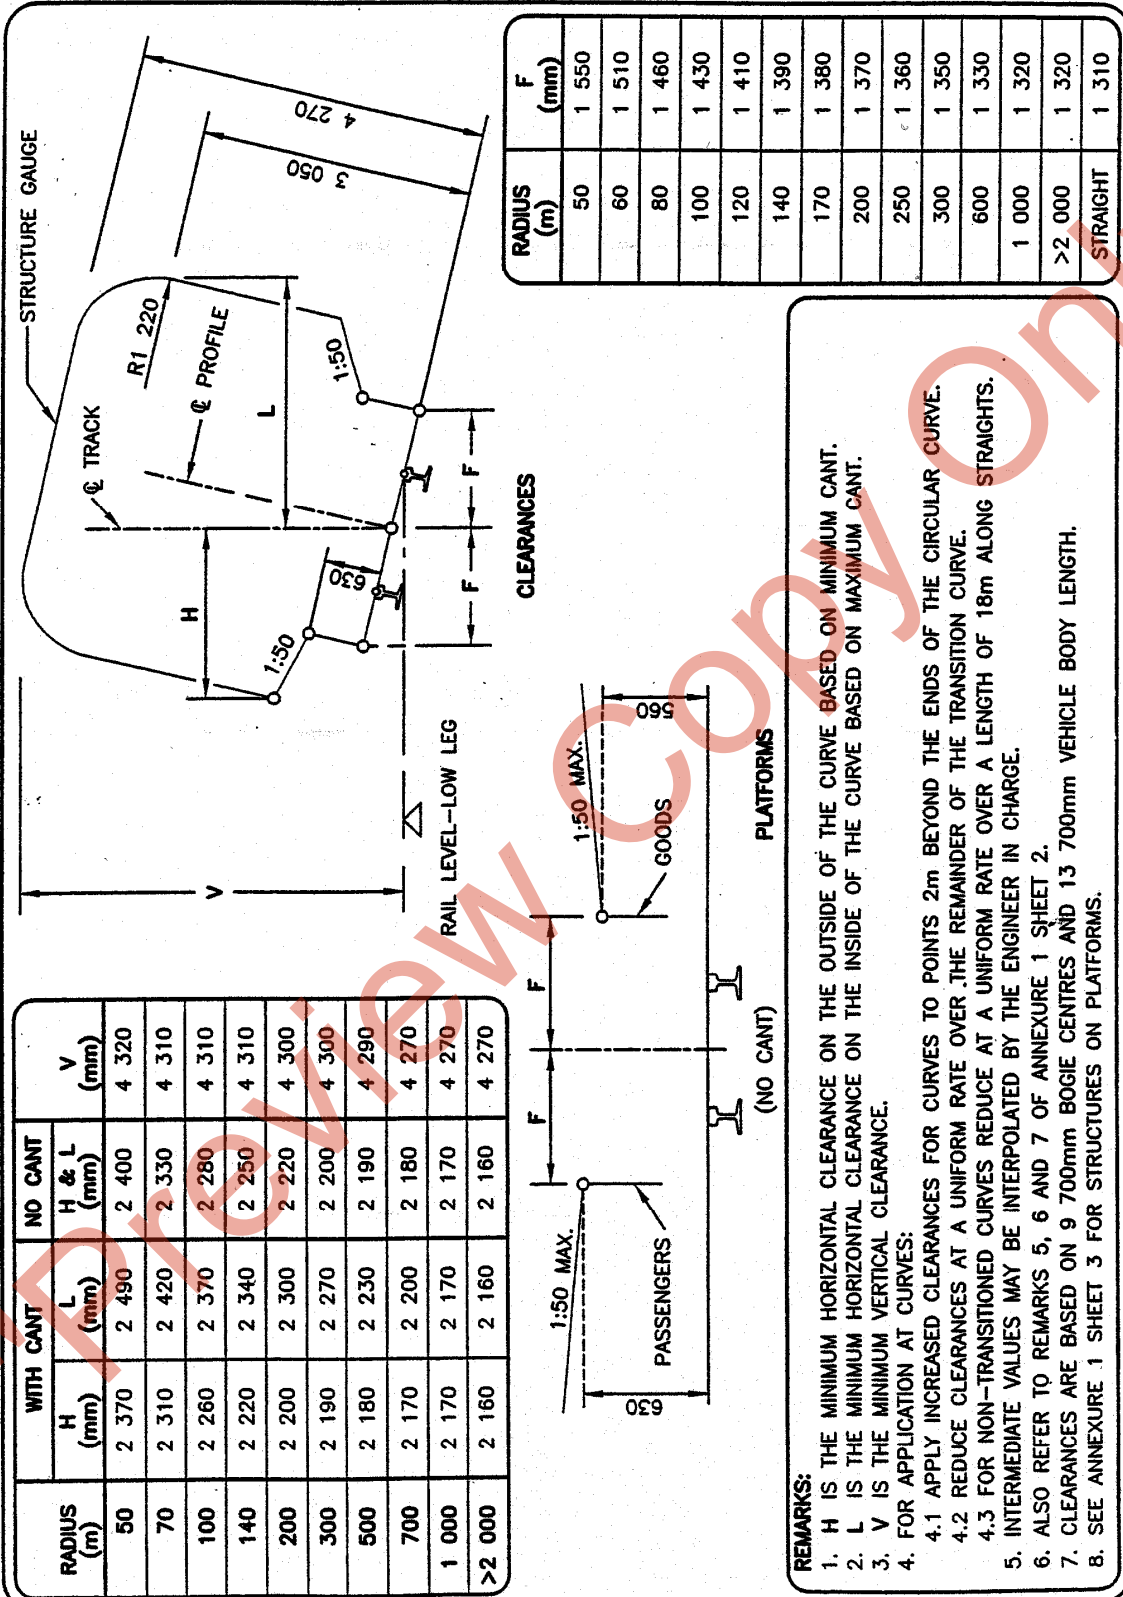 RADIUS (m) | WITH CANT H (mm) | WITH CANT L (mm) | NO CANT H & L (mm) | V (mm)
50 | 2 370 | 2 490 | 2 400 | 4 320
70 | 2 310 | 2 420 | 2 330 | 4 310
100 | 2 260 | 2 370 | 2 280 | 4 310
140 | 2 220 | 2 340 | 2 250 | 4 310
200 | 2 200 | 2 300 | 2 220 | 4 300
300 | 2 190 | 2 270 | 2 200 | 4 300
500 | 2 180 | 2 230 | 2 190 | 4 290
700 | 2 170 | 2 200 | 2 180 | 4 270
1 000 | 2 170 | 2 170 | 2 170 | 4 270
>2 000 | 2 160 | 2 160 | 2 160 | 4 270
STRUCTURE GAUGE
℄ TRACK
R1 220
℄ PROFILE
4 270
3 050
V
H
L
1:50
1:50
630
F
F
RAIL LEVEL-LOW LEG
CLEARANCES
1:50 MAX.
F
F
1:50 MAX.
630
PASSENGERS
GOODS
560
(NO CANT)
PLATFORMS
RADIUS (m) | F (mm)
50 | 1 550
60 | 1 510
80 | 1 460
100 | 1 430
120 | 1 410
140 | 1 390
170 | 1 380
200 | 1 370
250 | 1 360
300 | 1 350
600 | 1 330
1 000 | 1 320
>2 000 | 1 320
STRAIGHT | 1 310
REMARKS:
1. H IS THE MINIMUM HORIZONTAL CLEARANCE ON THE OUTSIDE OF THE CURVE BASED ON MINIMUM CANT.
2. L IS THE MINIMUM HORIZONTAL CLEARANCE ON THE INSIDE OF THE CURVE BASED ON MAXIMUM CANT.
3. V IS THE MINIMUM VERTICAL CLEARANCE.
4. FOR APPLICATION AT CURVES:
4.1 APPLY INCREASED CLEARANCES FOR CURVES TO POINTS 2m BEYOND THE ENDS OF THE CIRCULAR CURVE.
4.2 REDUCE CLEARANCES AT A UNIFORM RATE OVER THE REMAINDER OF THE TRANSITION CURVE.
4.3 FOR NON-TRANSITIONED CURVES REDUCE AT A UNIFORM RATE OVER A LENGTH OF 18m ALONG STRAIGHTS.
5. INTERMEDIATE VALUES MAY BE INTERPOLATED BY THE ENGINEER IN CHARGE.
6. ALSO REFER TO REMARKS 5, 6 AND 7 OF ANNEXURE 1 SHEET 2.
7. CLEARANCES ARE BASED ON 9 700mm BOGIE CENTRES AND 13 700mm VEHICLE BODY LENGTH.
8. SEE ANNEXURE 1 SHEET 3 FOR STRUCTURES ON PLATFORMS.
"Preview Copy Onl